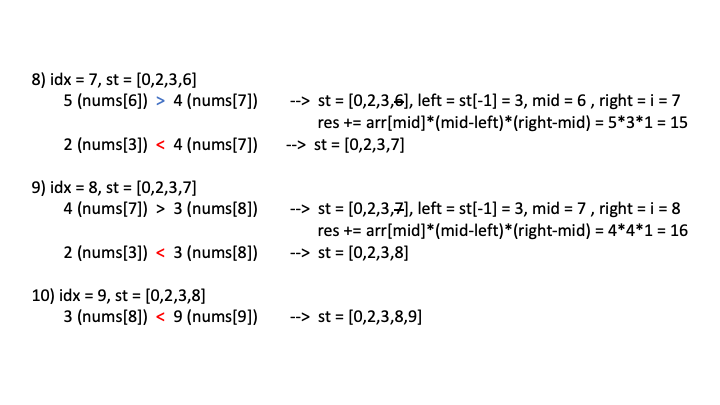 8) idx = 7, st = [0,2,3,6]
5 (nums[6]) > 4 (nums[7]) --> st = [0,2,3,6], left = st[-1] = 3, mid = 6 , right = i = 7
res += arr[mid]*(mid-left)*(right-mid) = 5*3*1 = 15
2 (nums[3]) < 4 (nums[7]) --> st = [0,2,3,7]
9) idx = 8, st = [0,2,3,7]
4 (nums[7]) > 3 (nums[8]) --> st = [0,2,3,7], left = st[-1] = 3, mid = 7 , right = i = 8
res += arr[mid]*(mid-left)*(right-mid) = 4*4*1 = 16
2 (nums[3]) < 3 (nums[8]) --> st = [0,2,3,8]
10) idx = 9, st = [0,2,3,8]
3 (nums[8]) < 9 (nums[9]) --> st = [0,2,3,8,9]